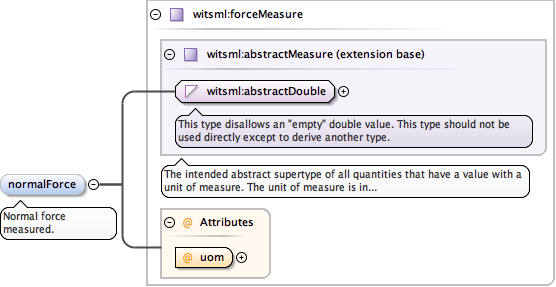 witsml:forceMeasure
witsml:abstractMeasure (extension base)
witsml:abstractDouble
This type disallows an "empty" double value. This type should not be
used directly except to derive another type.
The intended abstract supertype of all quantities that have a value with a
unit of measure. The unit of measure is in...
normalForce
Normal force
measured.
@ Attributes
@ uom